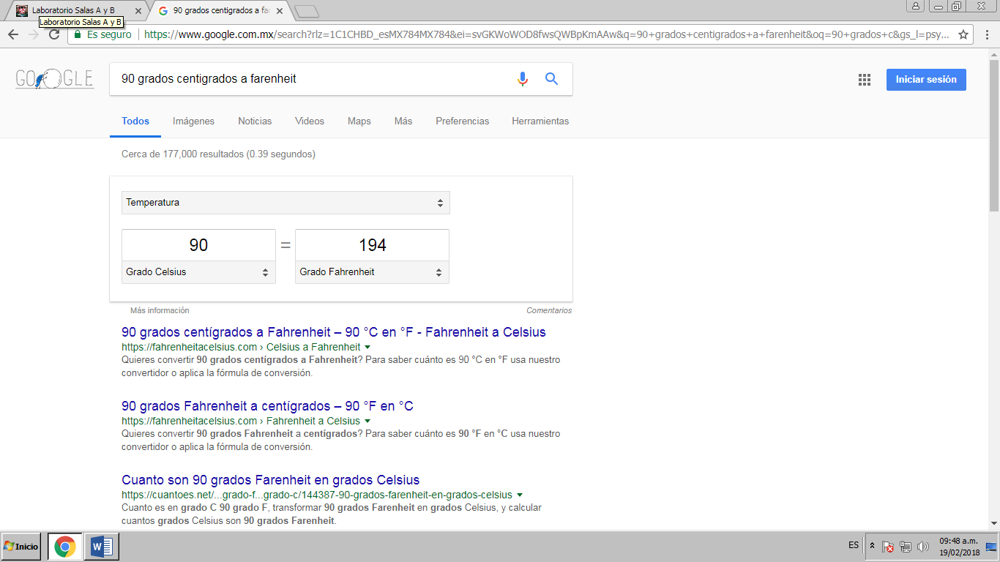 Laboratorio Salas A y B
90 grados centigrados a fa
Laboratorio Salas A y B
Es seguro
https://www.google.com.mx/search?rlz=1C1CHBD_esMX784MX784&ei=svGKWoWOD8fwsQWBpKmAAw&q=90+grados+centigrados+a+farenheit&oq=90+grados+c&gs_l=psy...
GOOGLE
90 grados centigrados a farenheit
Iniciar sesión
Todos Imágenes Noticias Videos Maps Más Preferencias Herramientas
Cerca de 177,000 resultados (0.39 segundos)
Temperatura
90 = 194
Grado Celsius Grado Fahrenheit
Más información Comentarios
90 grados centígrados a Fahrenheit – 90 °C en °F - Fahrenheit a Celsius
https://fahrenheitacelsius.com › Celsius a Fahrenheit
Quieres convertir 90 grados centígrados a Fahrenheit? Para saber cuánto es 90 °C en °F usa nuestro
convertidor o aplica la fórmula de conversión.
90 grados Fahrenheit a centígrados – 90 °F en °C
https://fahrenheitacelsius.com › Fahrenheit a Celsius
Quieres convertir 90 grados Fahrenheit a centígrados? Para saber cuánto es 90 °F en °C usa nuestro
convertidor o aplica la fórmula de conversión.
Cuanto son 90 grados Farenheit en grados Celsius
https://cuantoes.net/...grado-f...grado-c/144387-90-grados-farenheit-en-grados-celsius
Cuanto es en grado C 90 grado F, transformar 90 grados Farenheit en grados Celsius, y calcular
cuantos grados Celsius son 90 grados Farenheit.
Inicio
ES
09:48 a.m.
19/02/2018